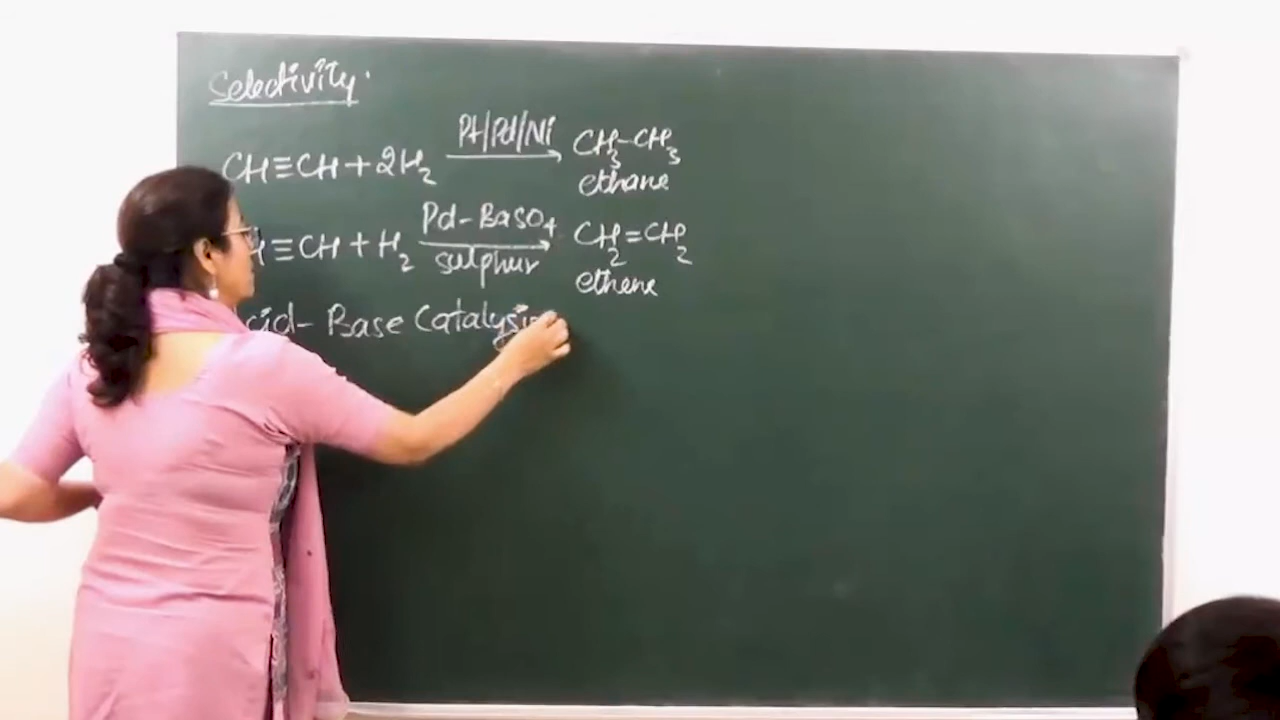 Selectivity.
CH≡CH + 2H₂ Pt/Pd/Ni → CH₃-CH₃
ethane
≡CH + H₂ Pd-BaSO₄ sulphur → CH₂=CH₂
ethene
Base Catalysi